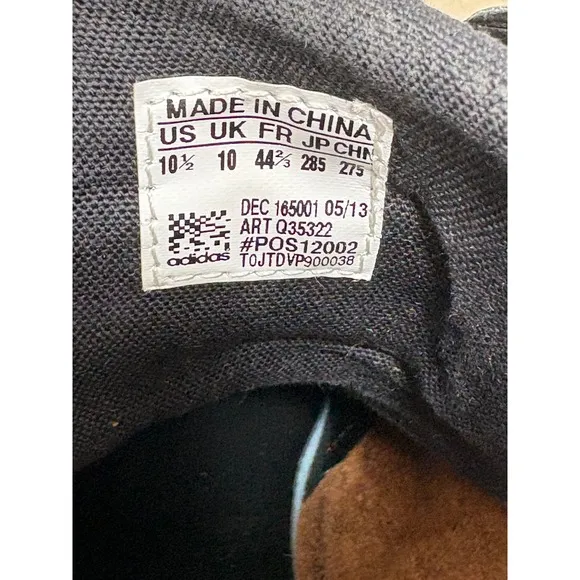 MADE IN CHINA
US UK FR JP CHN
10½ 10 44⅔ 285 275
DEC 165001 05/13
ART Q35322
#POS12002
adidas T0JTDVP900038